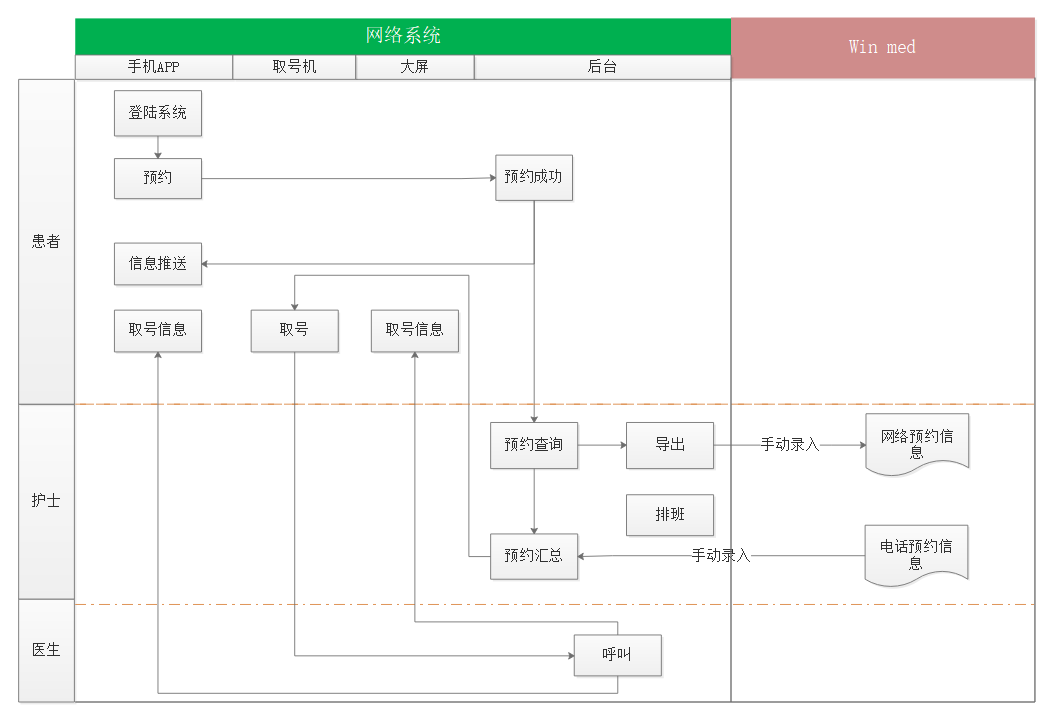 网络系统
Win med
手机APP
取号机
大屏
后台
患者
登陆系统
预约
预约成功
信息推送
取号信息
取号
取号信息
护士
预约查询
导出
手动录入
网络预约信
息
排班
预约汇总
手动录入
电话预约信
息
医生
呼叫